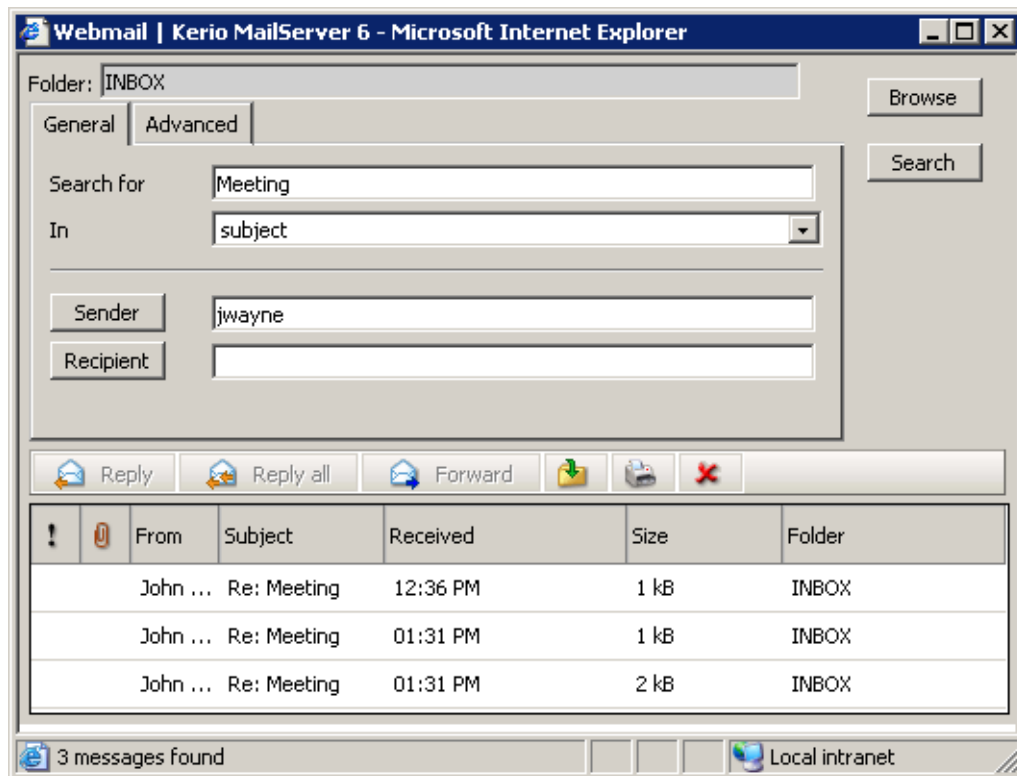 Webmail | Kerio MailServer 6 - Microsoft Internet Explorer
Folder: INBOX
Browse
General Advanced
Search
Search for Meeting
In subject
Sender jwayne
Recipient
Reply Reply all Forward
! From Subject Received Size Folder
John ... Re: Meeting 12:36 PM 1 kB INBOX
John ... Re: Meeting 01:31 PM 1 kB INBOX
John ... Re: Meeting 01:31 PM 2 kB INBOX
3 messages found Local intranet